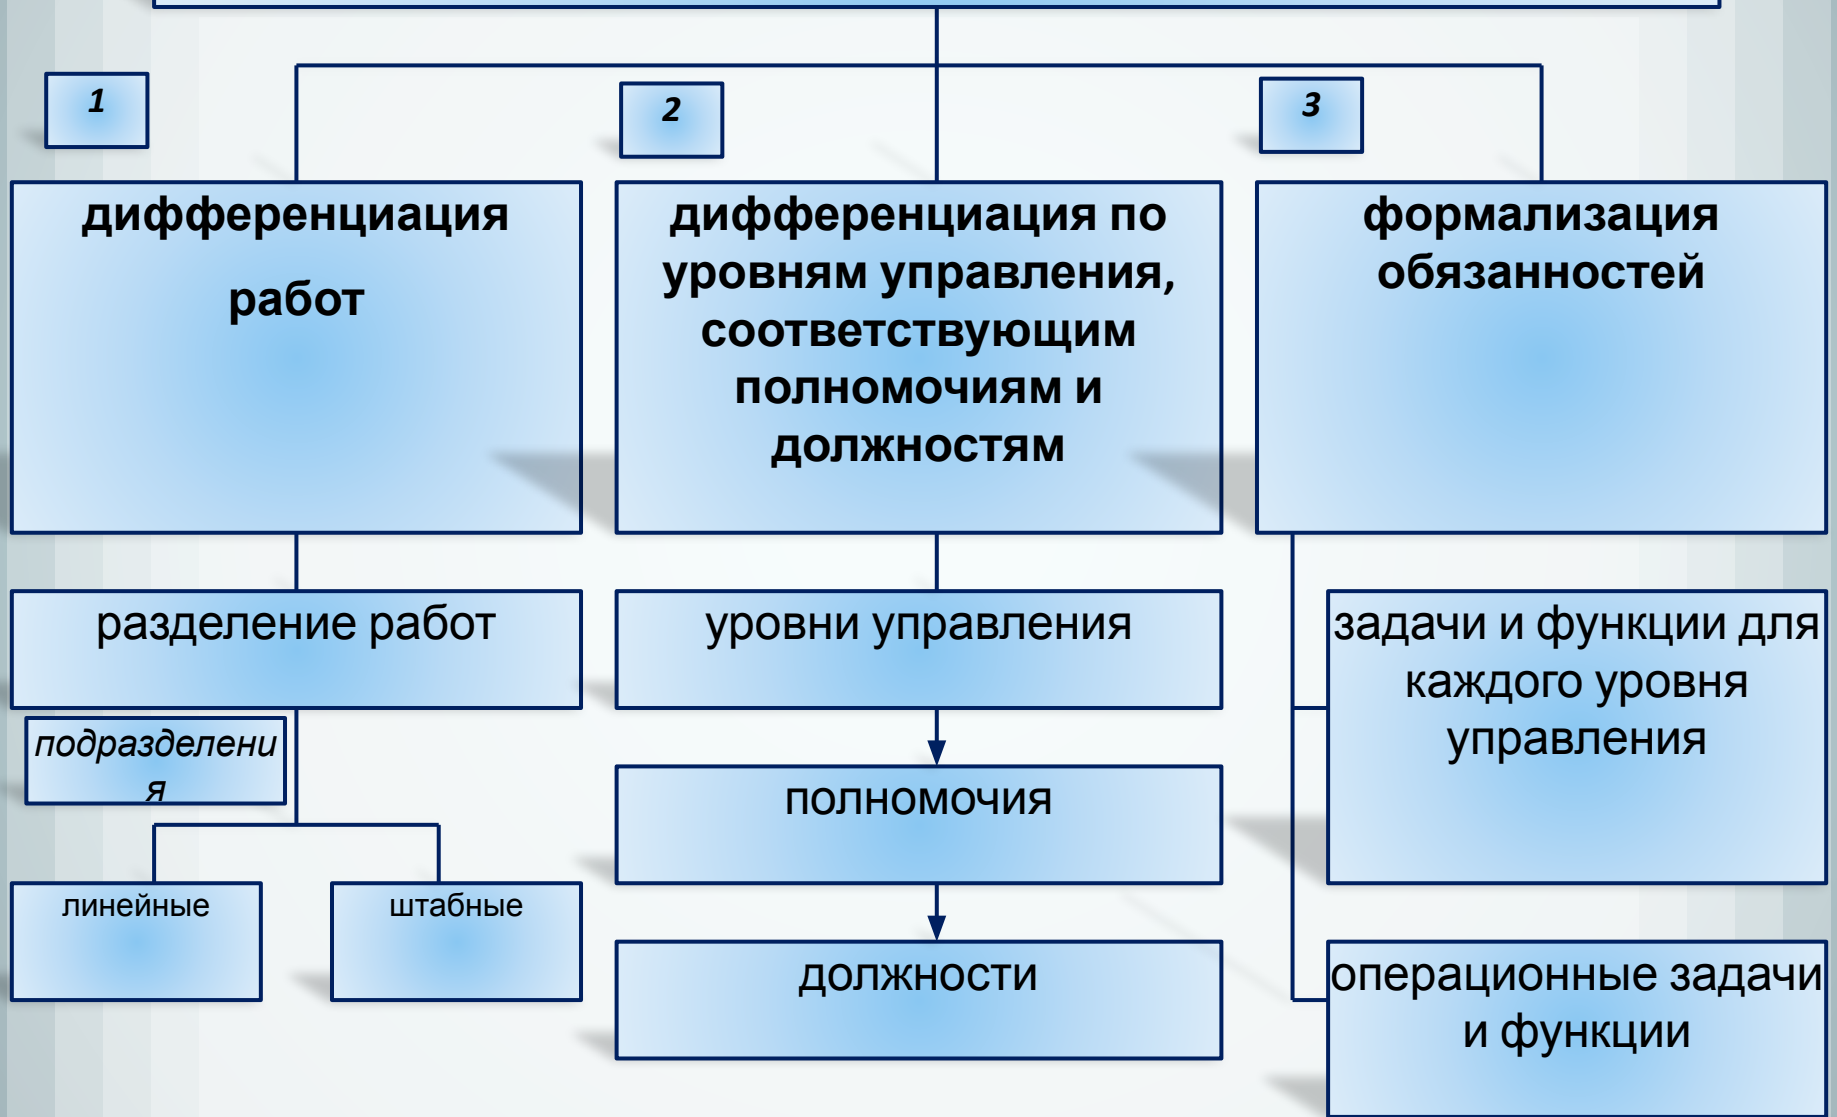 1
2
3
дифференциация
работ
дифференциация по
уровням управления,
соответствующим
полномочиям и
должностям
формализация
обязанностей
разделение работ
уровни управления
задачи и функции для
каждого уровня
управления
подразделени
я
полномочия
линейные
штабные
должности
операционные задачи
и функции